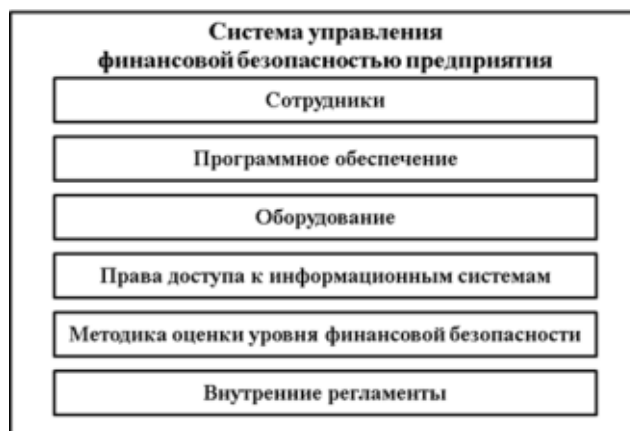 Система управления
финансовой безопасностью предприятия
Сотрудники
Программное обеспечение
Оборудование
Права доступа к информационным системам
Методика оценки уровня финансовой безопасности
Внутренние регламенты